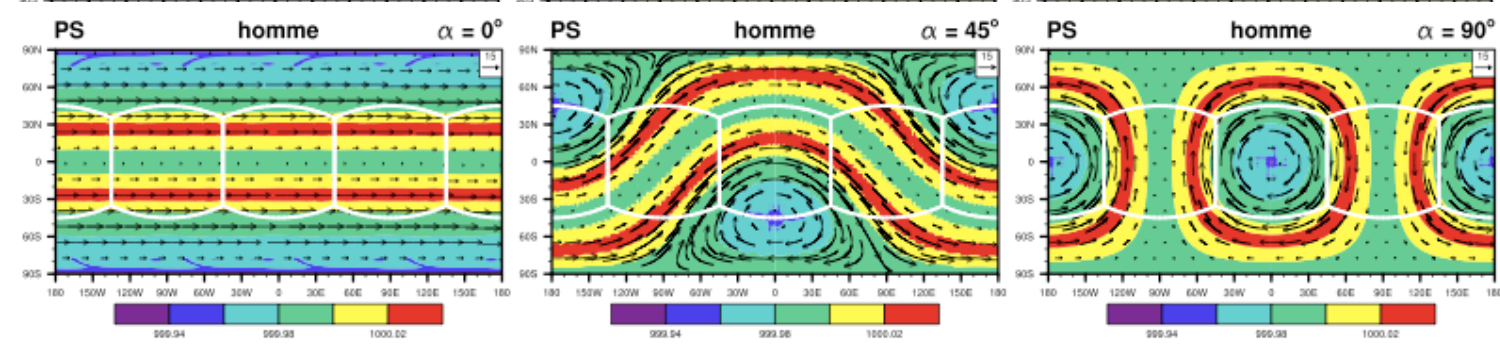 PS homme α = 0°
15
90N
60N
30N
0
30S
60S
90S
180 150W 120W 90W 60W 30W 0 30E 60E 90E 120E 150E 180
999.94 999.98 1000.02
PS homme α = 45°
15
90N
60N
30N
0
30S
60S
90S
180 150W 120W 90W 60W 30W 0 30E 60E 90E 120E 150E 180
999.94 999.98 1000.02
PS homme α = 90°
15
90N
60N
30N
0
30S
60S
90S
180 150W 120W 90W 60W 30W 0 30E 60E 90E 120E 150E 180
999.94 999.98 1000.02